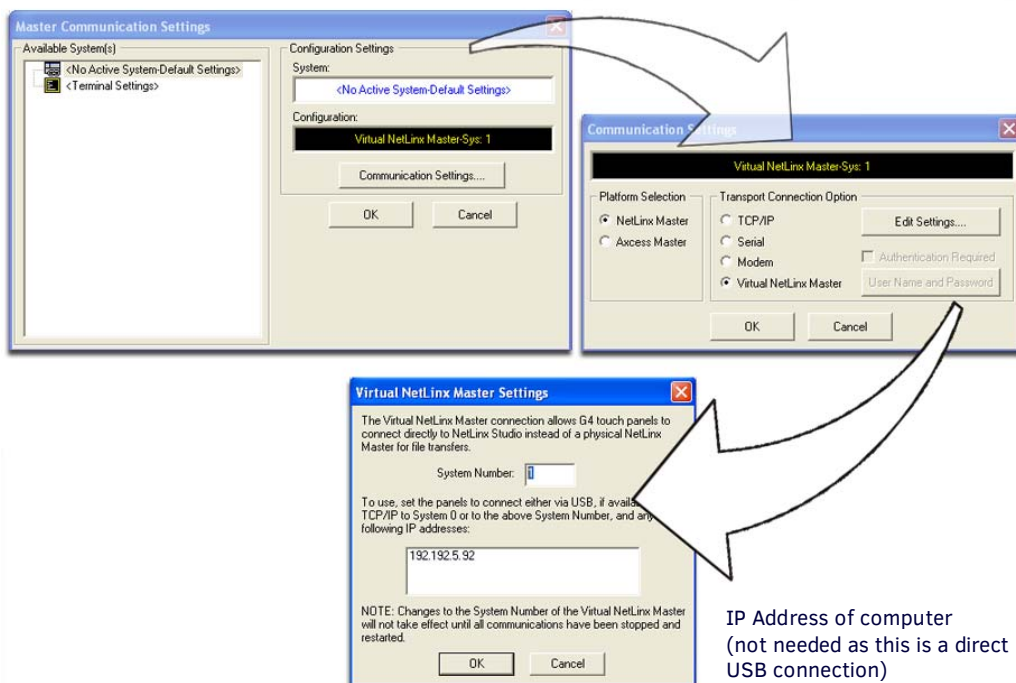 Master Communication Settings
Available System(s)
<No Active System-Default Settings>
<Terminal Settings>
Configuration Settings
System:
<No Active System-Default Settings>
Configuration:
Virtual NetLinx Master-Sys: 1
Communication Settings....
OK
Cancel
Communication
Virtual NetLinx Master-Sys: 1
Platform Selection
NetLinx Master
Axcess Master
Transport Connection Option
TCP/IP
Serial
Modem
Virtual NetLinx Master
Edit Settings....
Authentication Required
User Name and Password
OK
Cancel
Virtual NetLinx Master Settings
The Virtual NetLinx Master connection allows G4 touch panels to
connect directly to NetLinx Studio instead of a physical NetLinx
Master for file transfers.
System Number: 1
To use, set the panels to connect either via USB, if
TCP/IP to System 0 or to the above System Number, and
following IP addresses:
192.192.5.92
NOTE: Changes to the System Number of the Virtual NetLinx Master
will not take effect until all communications have been stopped and
restarted.
OK
Cancel
IP Address of computer
(not needed as this is a direct
USB connection)